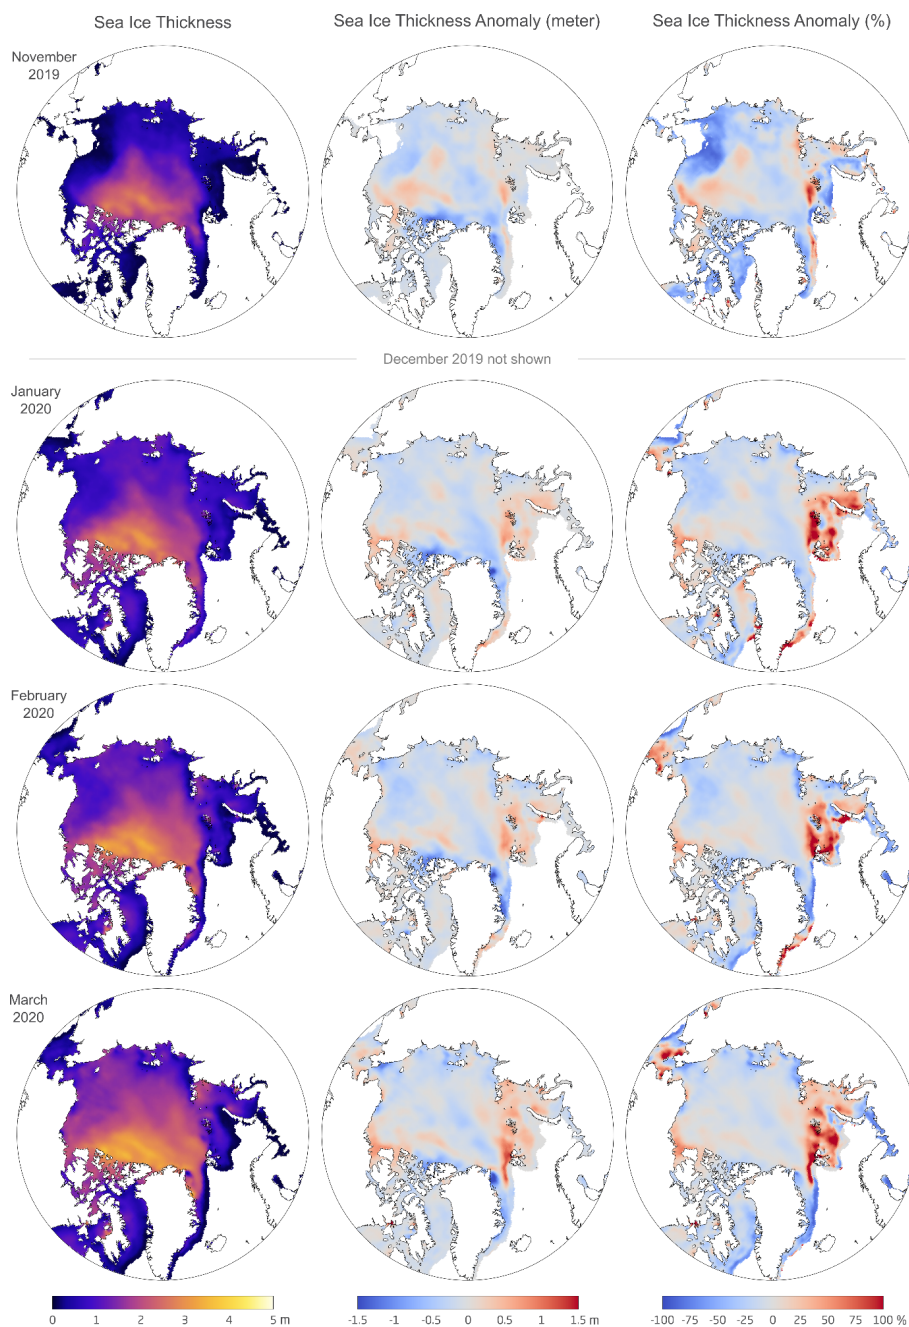 Sea Ice Thickness
Sea Ice Thickness Anomaly (meter)
Sea Ice Thickness Anomaly (%)
November
2019
December 2019 not shown
January
2020
February
2020
March
2020
0 1 2 3 4 5 m
-1.5 -1 -0.5 0 0.5 1 1.5 m
-100 -75 -50 -25 0 25 50 75 100 %